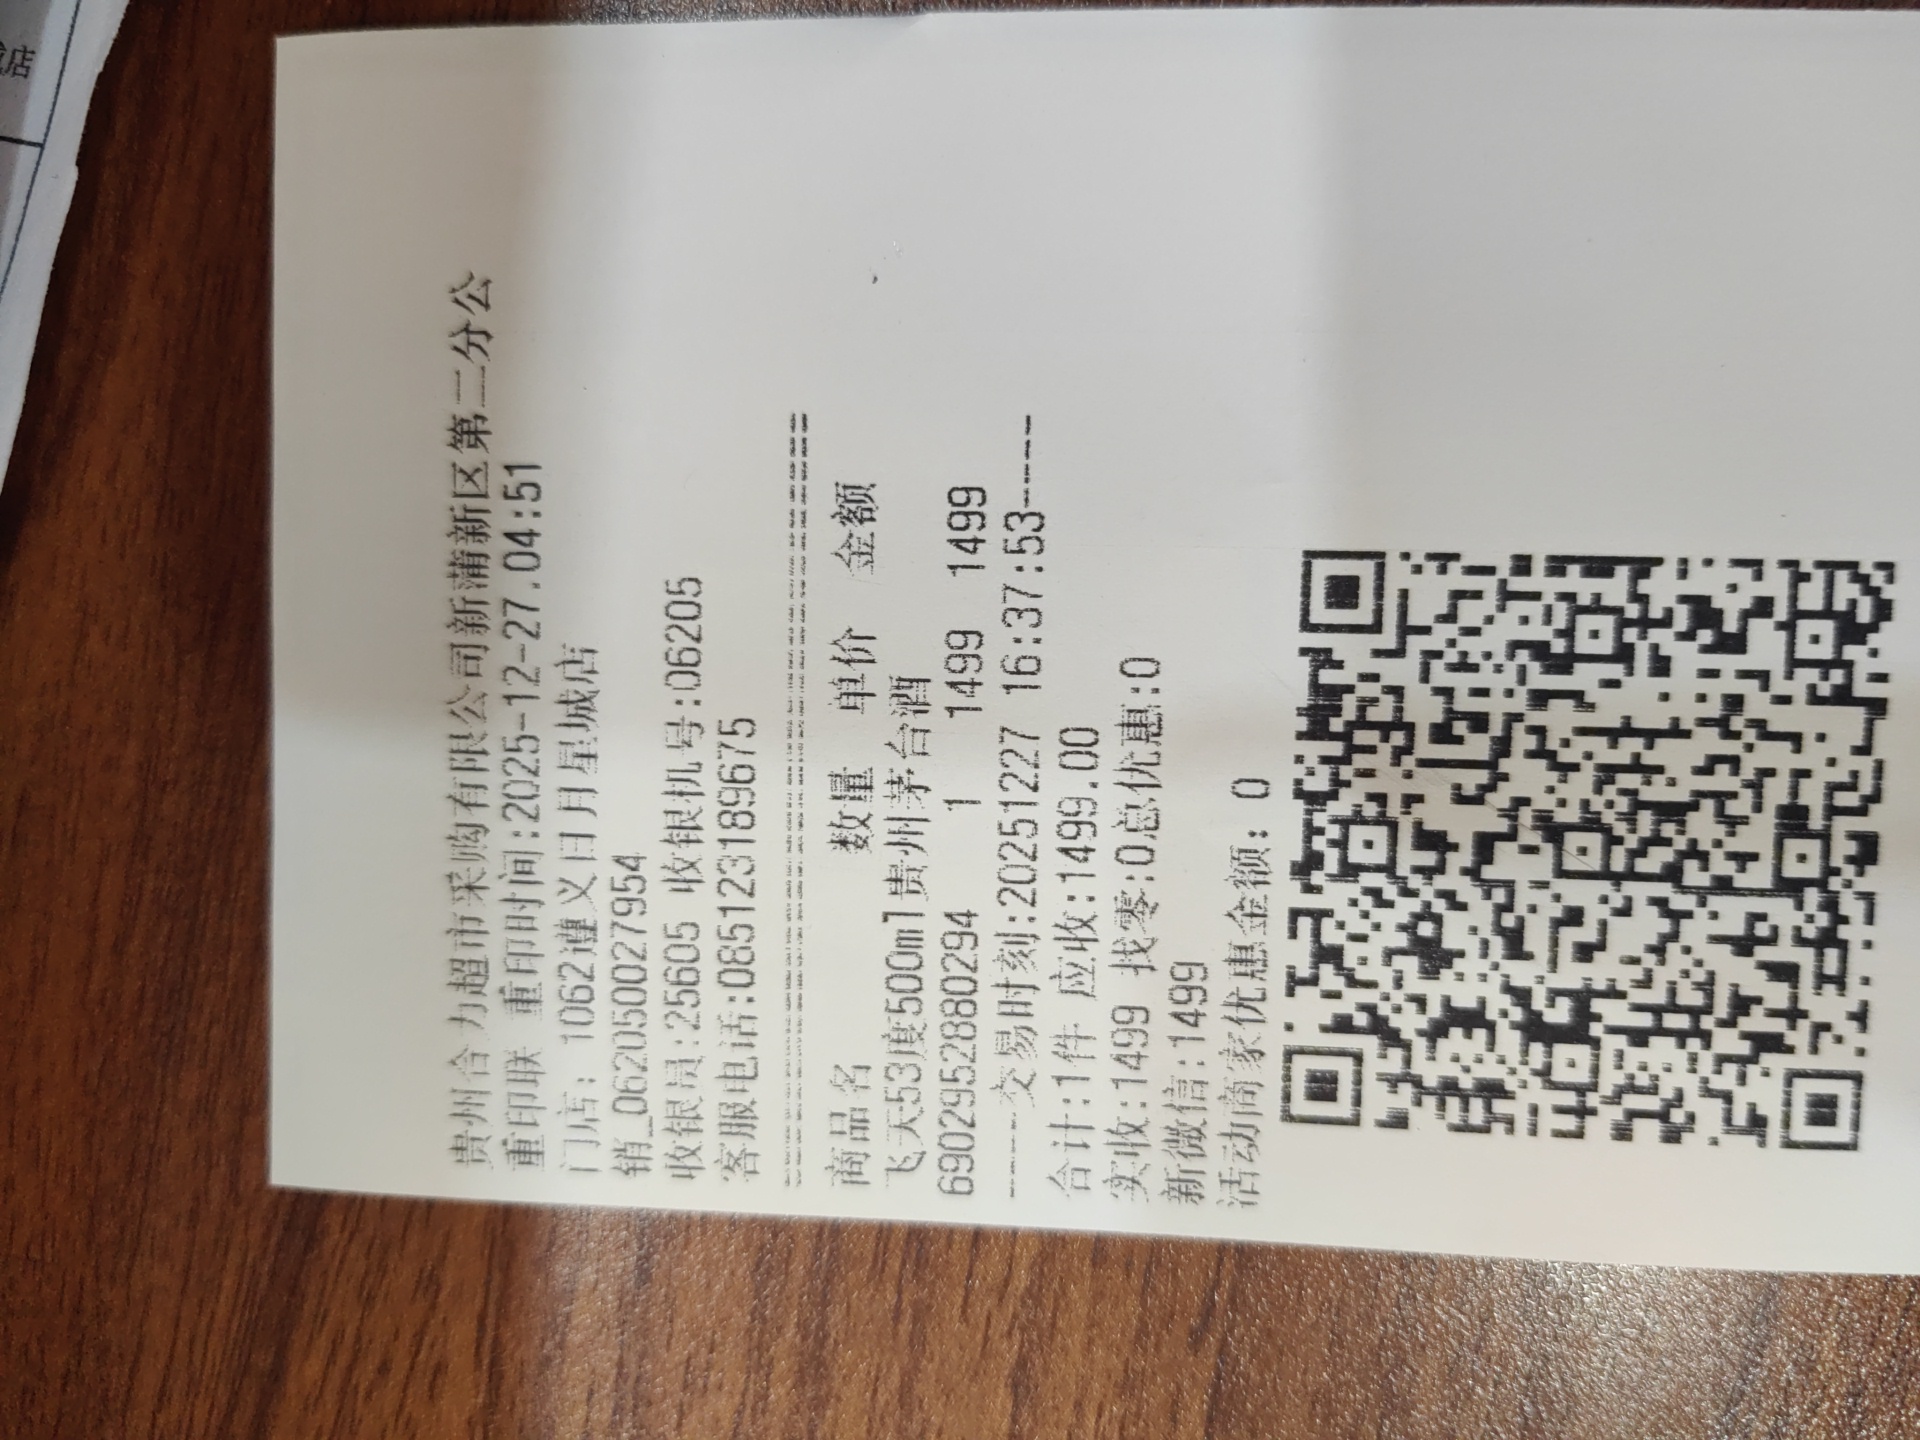 贵州合力超市采购有限公司新蒲新区第二分公
重印联 重印时间:2025-12-27.04:51
门店: 1062遵义日月星城店
销_0620500279​54
收银员:25605 收银机号:06205
客服电话:085123189675
商品名 数量 单价 金额
飞天53度500ml贵州茅台酒
6902952880294 1 1499 1499
------交易时刻:20251227 16:37:53----
合计:1件 应收:1499.00
实收:1499 找零:0总优惠:0
新微信:1499
活动商家优惠金额: 0
店